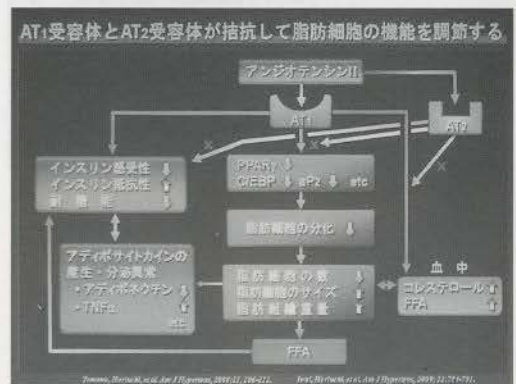 AT1受容体とAT2受容体が拮抗して脂肪細胞の機能を調節する
アンジオテンシンII
AT1
AT2
インスリン感受性 ⇩
インスリン抵抗性 ⇧
耐糖能 ⇩
PPARγ ⇩
C/EBP ⇩ aP2 ⇩ etc
脂肪細胞の分化 ⇩
アディポサイトカインの
産生・分泌異常
・アディポネクチン ⇩
・TNFα ⇧
etc
脂肪細胞の数 ⇩
脂肪細胞のサイズ ⇧
脂肪組織重量 ⇧
血中
コレステロール ⇧
FFA ⇧
FFA